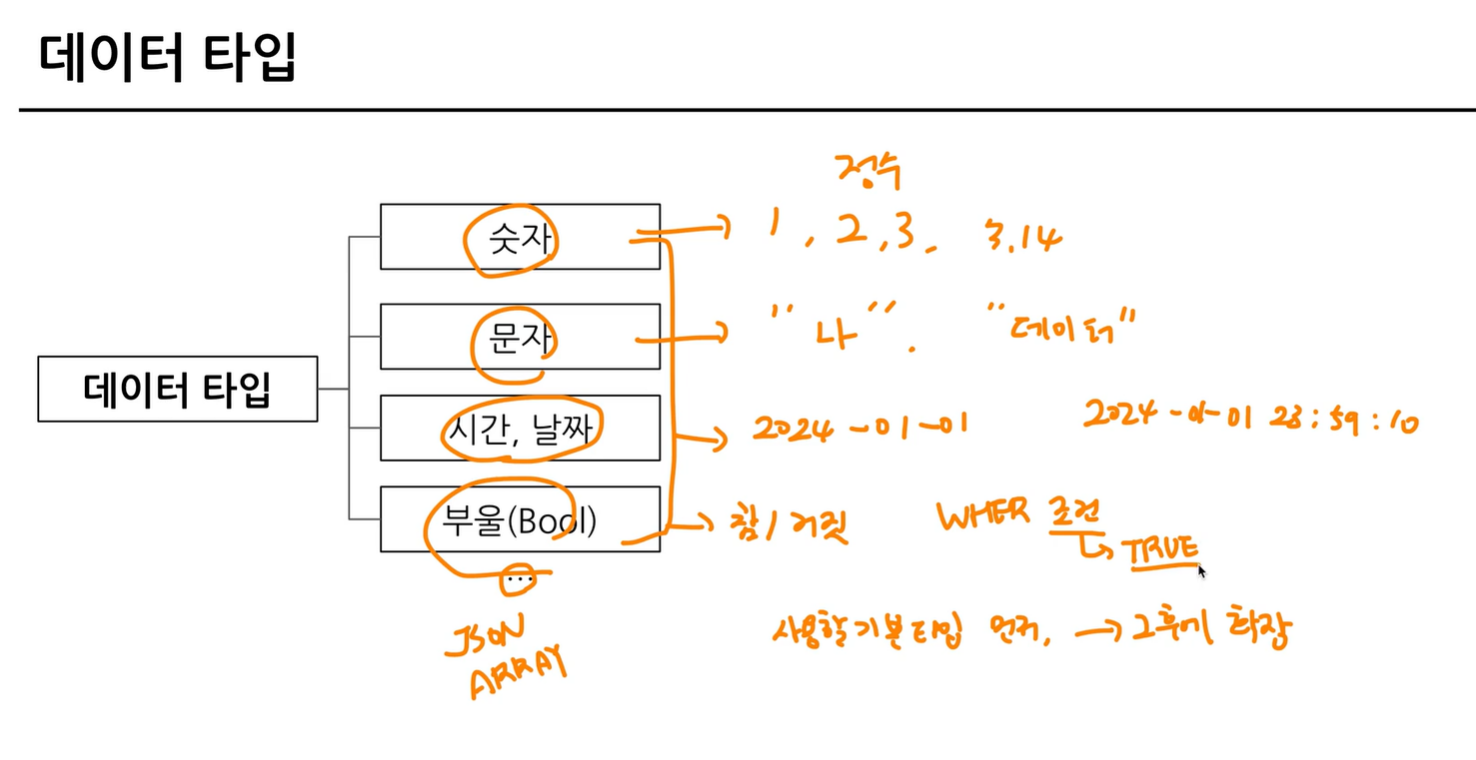 데이터 타입
정수
숫자 1, 2, 3. 3.14
문자 "나". "데이터"
데이터 타입
시간, 날짜 2024-01-01 2024-01-01 23:59:10
부울(Bool) 참/거짓 WHER 조건
TRUE
...
JSON
ARRAY
사용할 기본 타입 먼저, → 그 후에 확장